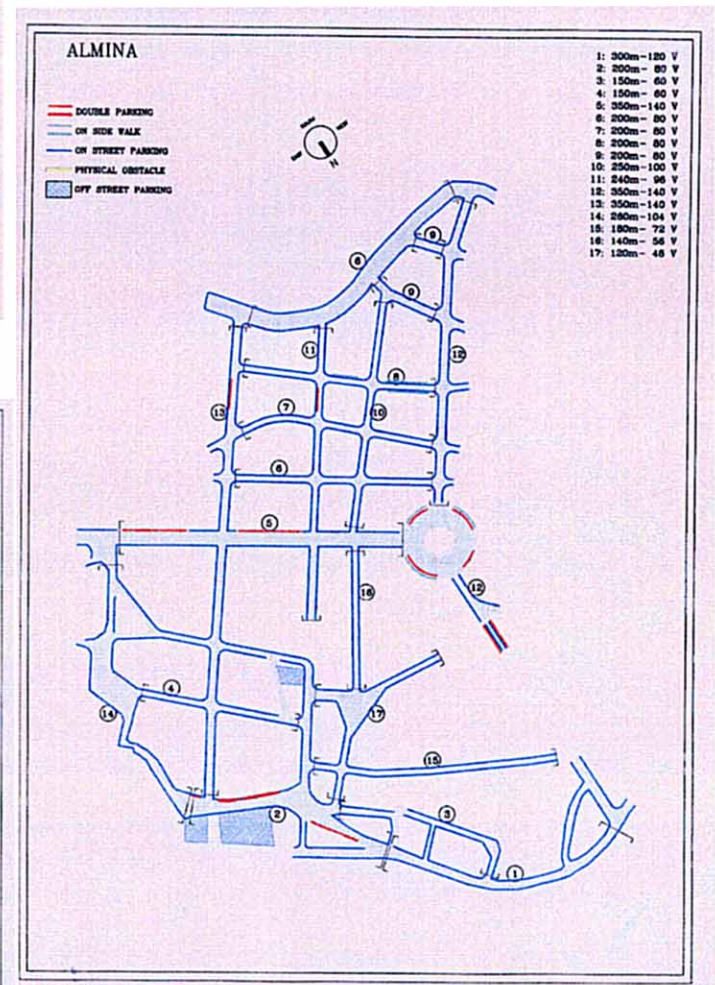 ALMINA
DOUBLE PARKING
ON SIDE WALK
ON STREET PARKING
PHYSICAL OBSTACLE
OFF STREET PARKING
N
1: 300m-120 V
2: 200m- 80 V
3: 150m- 60 V
4: 150m- 60 V
5: 350m-140 V
6: 200m- 80 V
7: 200m- 80 V
8: 200m- 80 V
9: 200m- 80 V
10: 250m-100 V
11: 240m- 96 V
12: 350m-140 V
13: 350m-140 V
14: 260m-104 V
15: 180m- 72 V
16: 140m- 56 V
17: 120m- 48 V
9
6
9
11
12
8
13
7
10
6
5
16
12
4
14
17
15
2
3
1